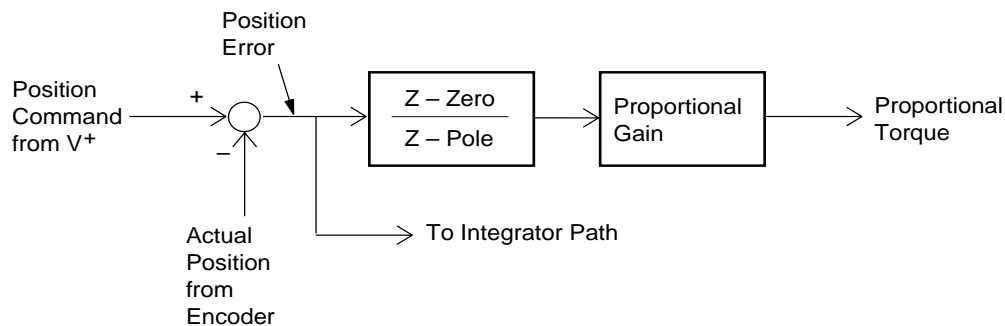 Position
Error
Position
Command
from V+
+
−
Z – Zero
Z – Pole
Proportional
Gain
Proportional
Torque
To Integrator Path
Actual
Position
from
Encoder